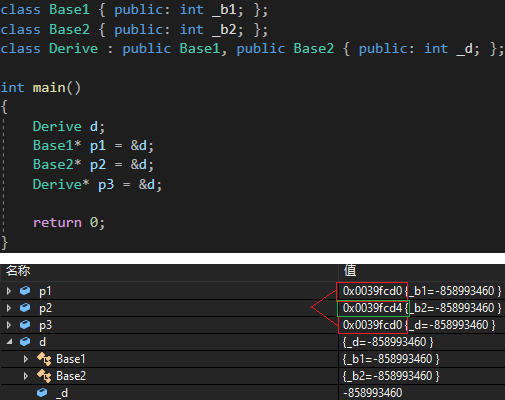 class Base1 { public: int _b1; };
class Base2 { public: int _b2; };
class Derive : public Base1, public Base2 { public: int _d; };
int main()
{
Derive d;
Base1* p1 = &d;
Base2* p2 = &d;
Derive* p3 = &d;
return 0;
}
名称 值
p1 0x0039fcd0 {_b1=-858993460 }
p2 0x0039fcd4 {_b2=-858993460 }
p3 0x0039fcd0 {_d=-858993460 }
d {_d=-858993460 }
Base1 {_b1=-858993460 }
Base2 {_b2=-858993460 }
_d -858993460